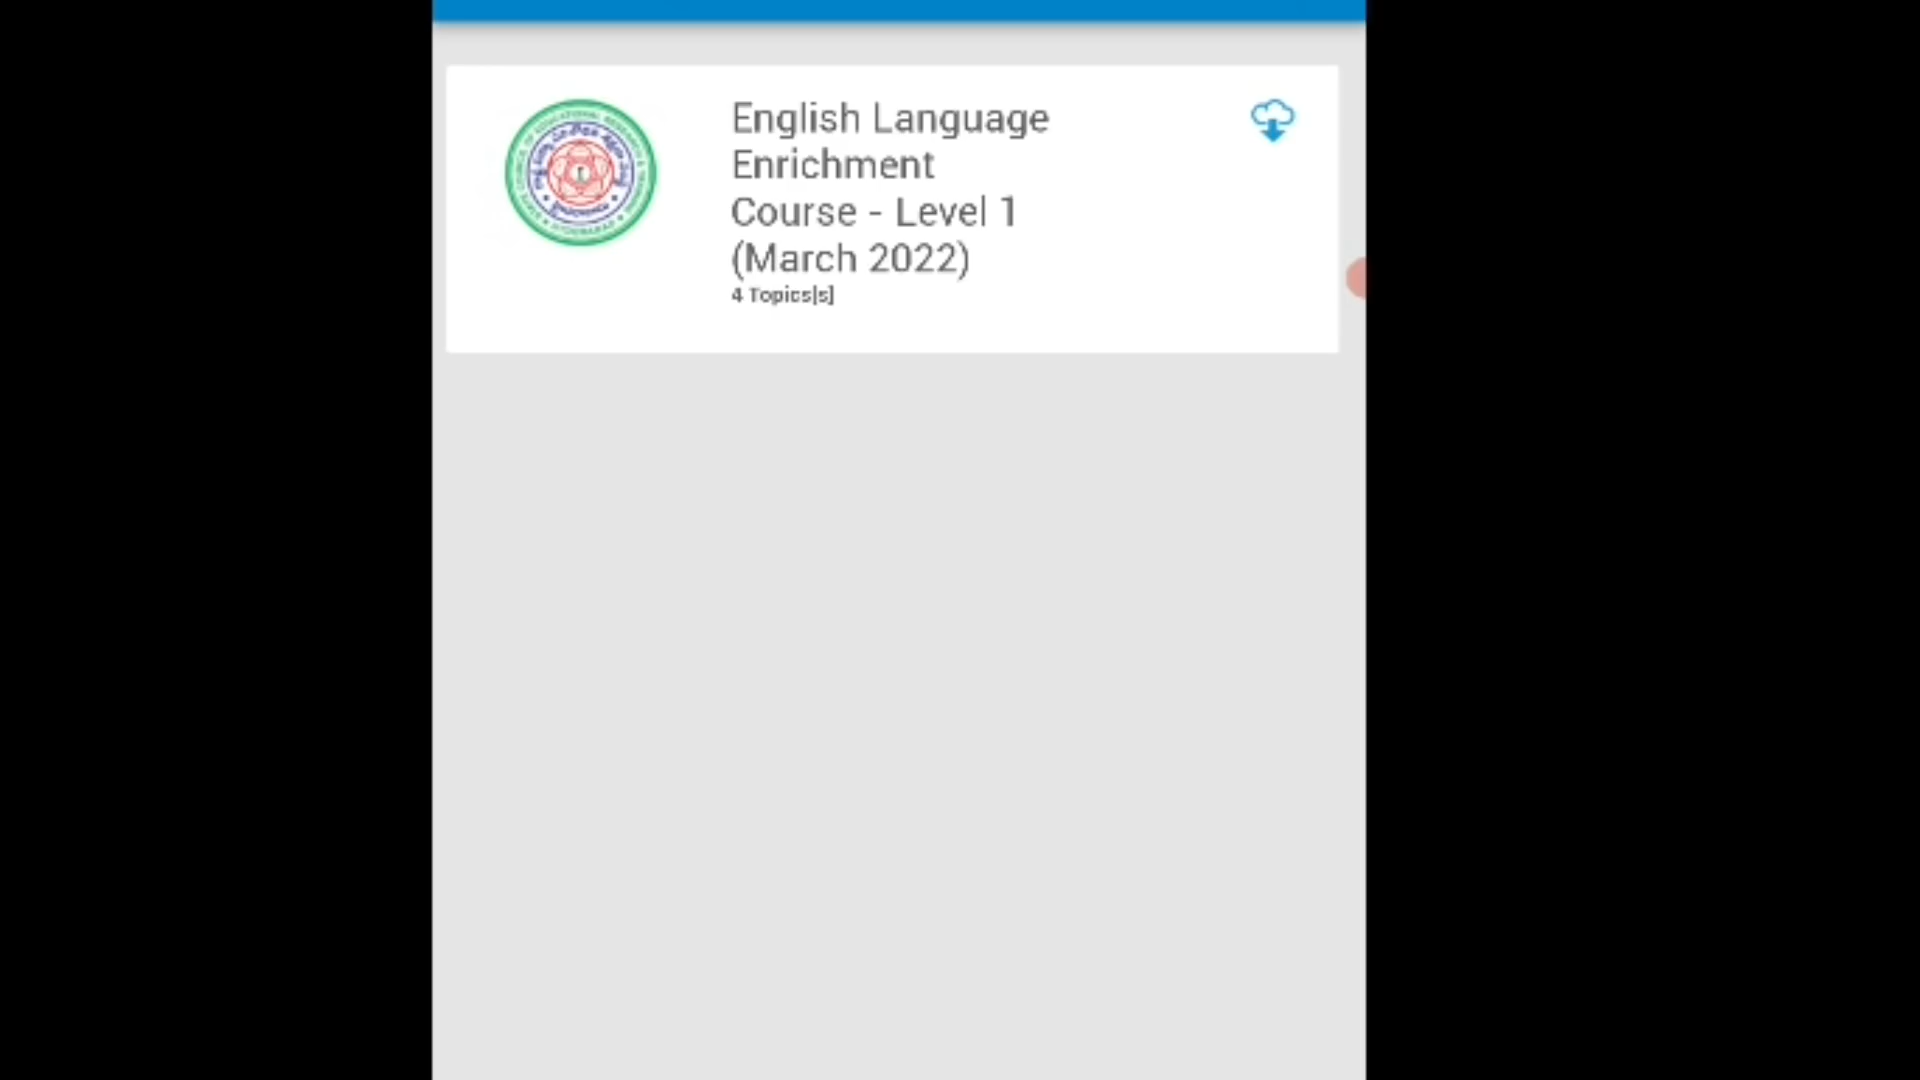 English Language
Enrichment
Course - Level 1
(March 2022)
4 Topics[s]